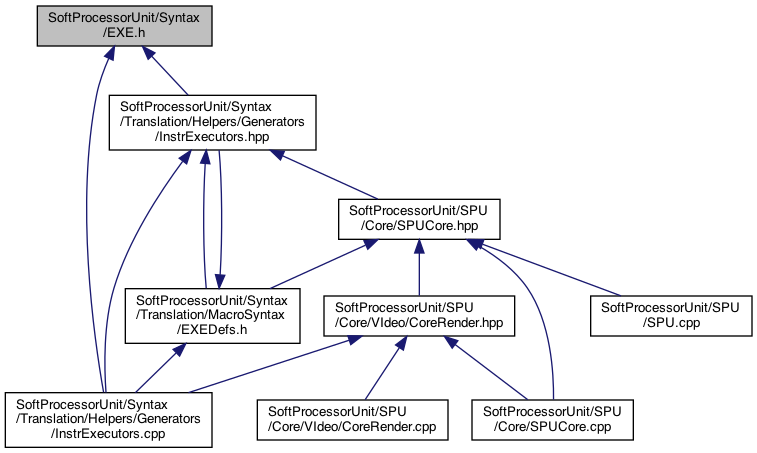 SoftProcessorUnit/Syntax
/EXE.h
SoftProcessorUnit/Syntax
/Translation/Helpers/Generators
/InstrExecutors.hpp
SoftProcessorUnit/SPU
/Core/SPUCore.hpp
SoftProcessorUnit/Syntax
/Translation/MacroSyntax
/EXEDefs.h
SoftProcessorUnit/SPU
/Core/VIdeo/CoreRender.hpp
SoftProcessorUnit/SPU
/SPU.cpp
SoftProcessorUnit/Syntax
/Translation/Helpers/Generators
/InstrExecutors.cpp
SoftProcessorUnit/SPU
/Core/VIdeo/CoreRender.cpp
SoftProcessorUnit/SPU
/Core/SPUCore.cpp